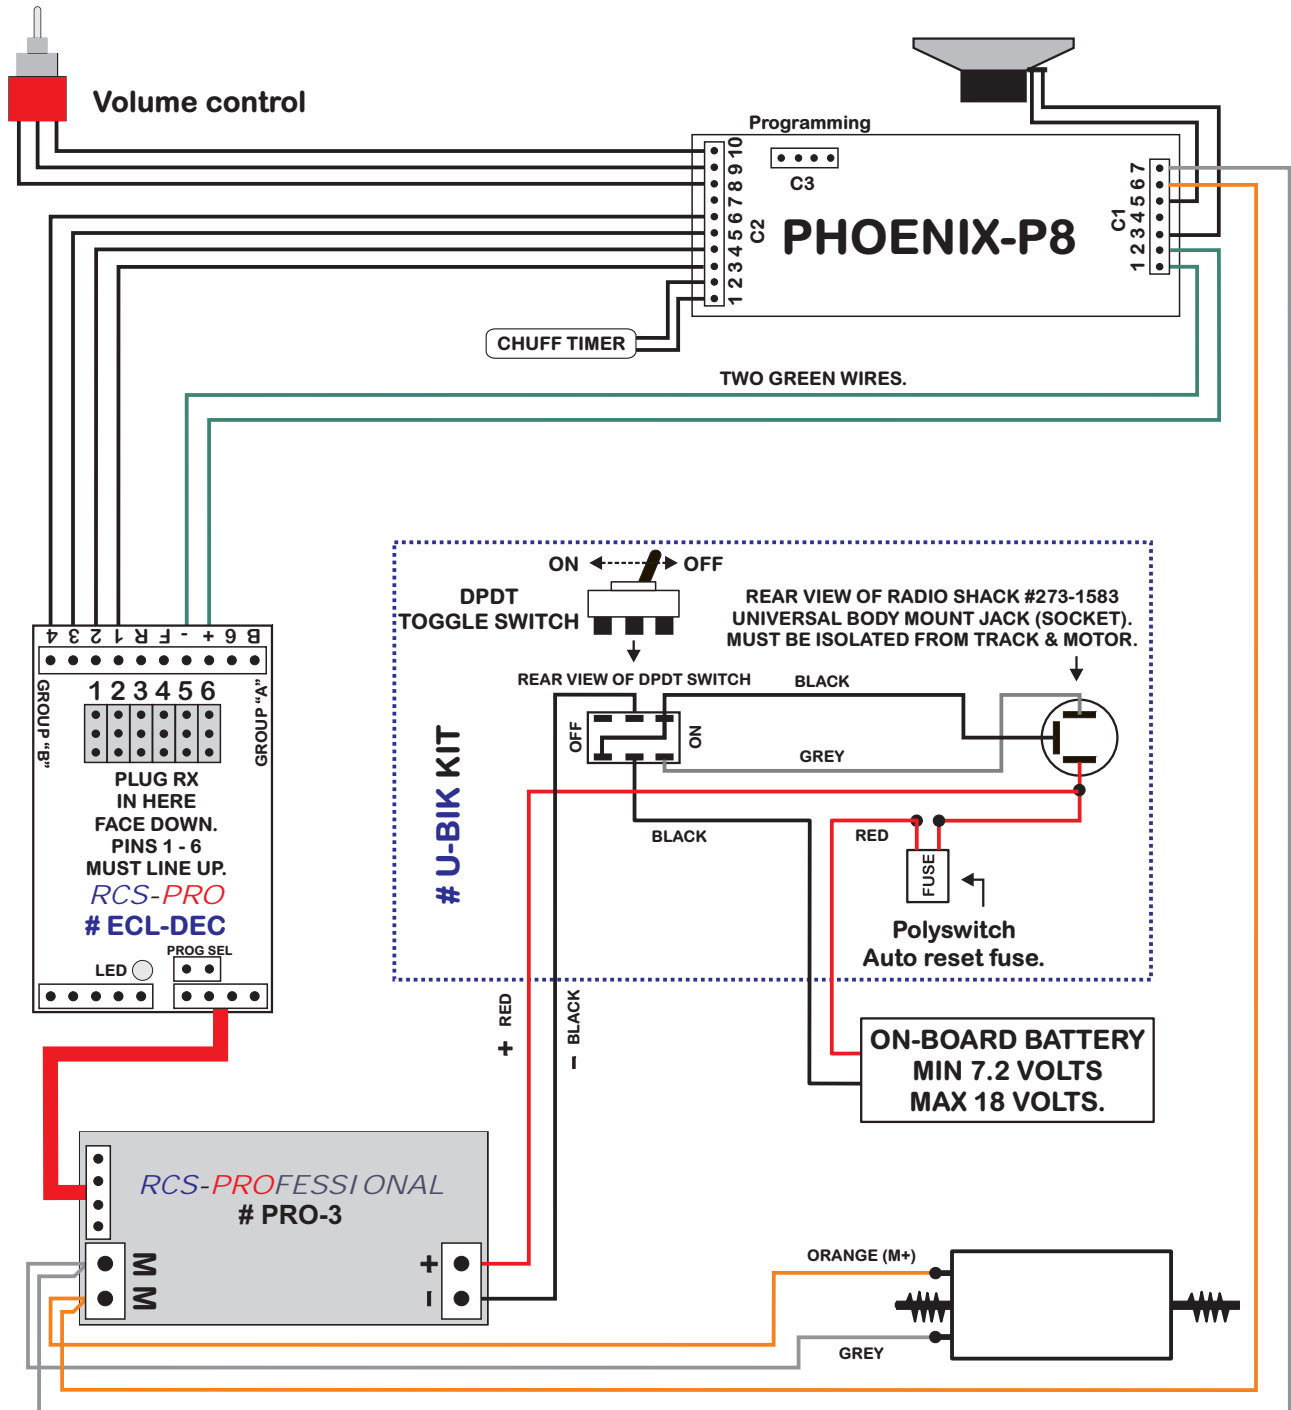 Volume control
Programming
10
9
8
7
6
5
4
3
2
1
C2
C3
PHOENIX-P8
C1
7
6
5
4
3
2
1
CHUFF TIMER
TWO GREEN WIRES.
ON OFF
DPDT
TOGGLE SWITCH
REAR VIEW OF RADIO SHACK #273-1583
UNIVERSAL BODY MOUNT JACK (SOCKET).
MUST BE ISOLATED FROM TRACK & MOTOR.
REAR VIEW OF DPDT SWITCH
BLACK
OFF
ON
GREY
# U-BIK KIT
BLACK
RED
FUSE
Polyswitch
Auto reset fuse.
4 3 2 1 R F - + 6 B
GROUP "B"
GROUP "A"
1 2 3 4 5 6
PLUG RX
IN HERE
FACE DOWN.
PINS 1 - 6
MUST LINE UP.
RCS-PRO
# ECL-DEC
PROG SEL
LED
+ RED
- BLACK
ON-BOARD BATTERY
MIN 7.2 VOLTS
MAX 18 VOLTS.
RCS-PROFESSIONAL
# PRO-3
M
M
+
-
ORANGE (M+)
GREY